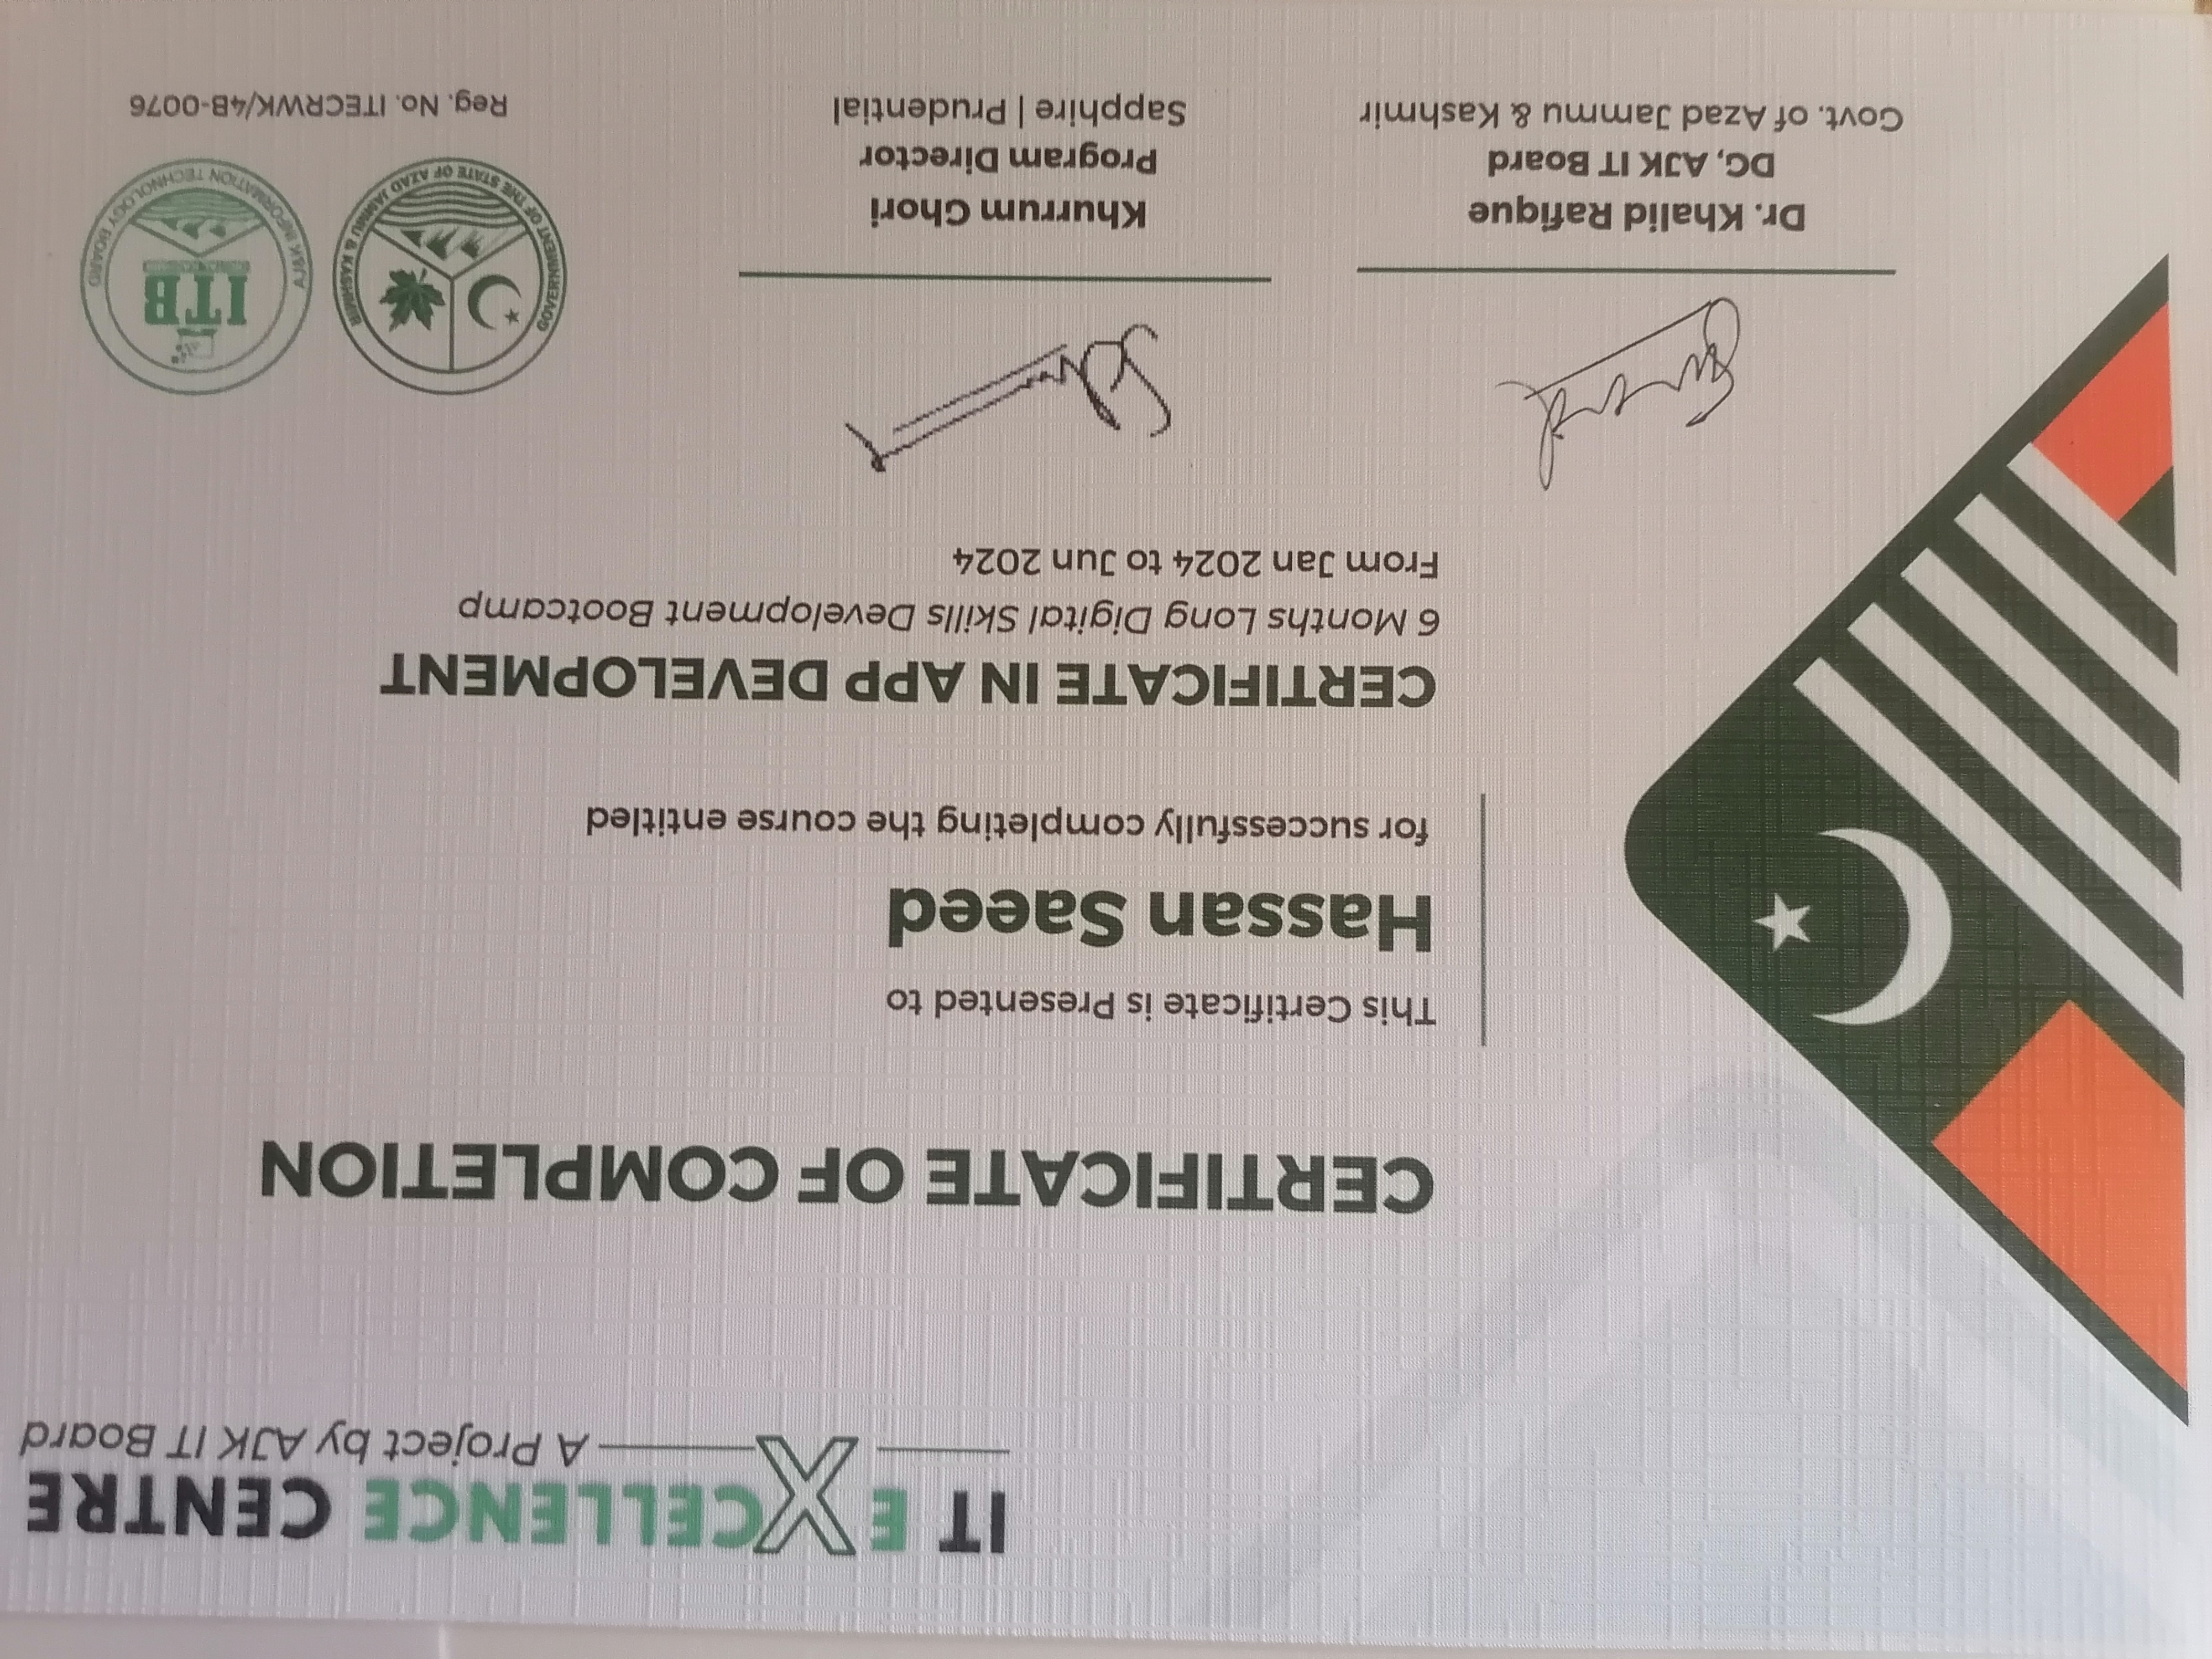 IT EXCELLENCE CENTRE
A Project by AJK IT Board
CERTIFICATE OF COMPLETION
This Certificate is Presented to
Hassan Saeed
for successfully completing the course entitled
CERTIFICATE IN APP DEVELOPMENT
6 Months Long Digital Skills Development Bootcamp
From Jan 2024 to Jun 2024
Dr. Khalid Rafique
DG, AJK IT Board
Govt. of Azad Jammu & Kashmir
Khurrum Ghori
Program Director
Sapphire | Prudential
GOVERNMENT OF THE STATE OF AZAD JAMMU & KASHMIR
ITB
AJ&K INFORMATION TECHNOLOGY BOARD
Reg. No. ITECRWK/4B-0076